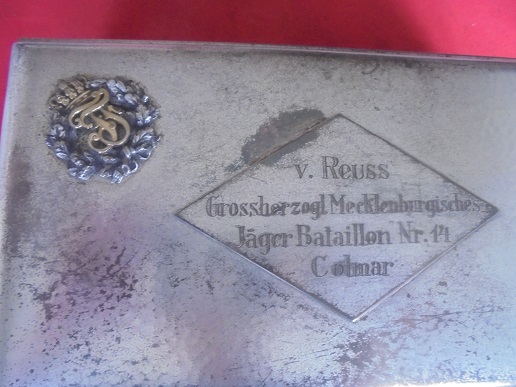 v. Reuss
Grossherzogl Mecklenburgisches
Jäger Bataillon Nr. 14
Colmar